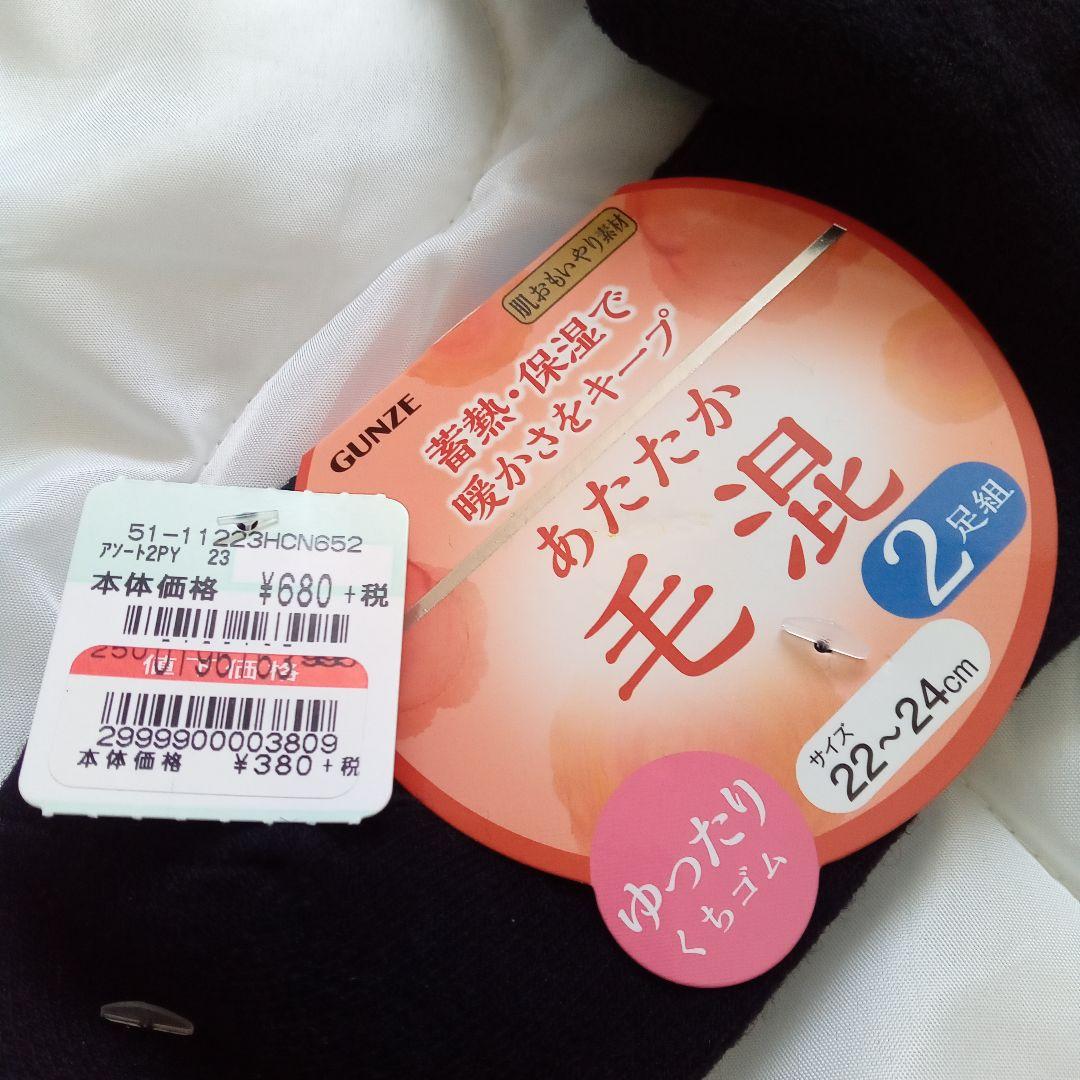 肌おもいやり素材
GUNZE
蓄熱・保湿で
暖かさをキープ
あたたか
毛混
2足組
サイズ
22~24cm
ゆったり
くちゴム
51-11223HCN652
アソート2PY 23
本体価格 ¥680+税
2999900003809
本体価格 ¥380+税